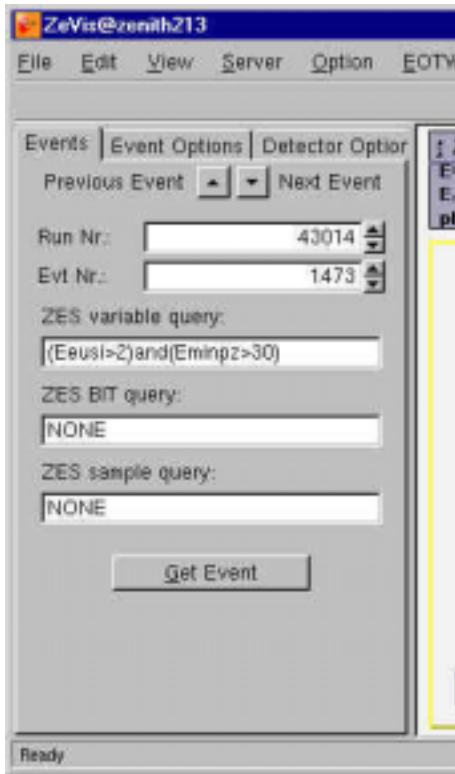 ZeVis@zenith213
File Edit View Server Option
Events Event Options Detector Option
Previous Event Next Event
Run Nr.: 43014
Evt Nr.: 1473
ZES variable query:
(Eeusi>2)and(Eminpz>30)
ZES BIT query:
NONE
ZES sample query:
NONE
Get Event
Ready